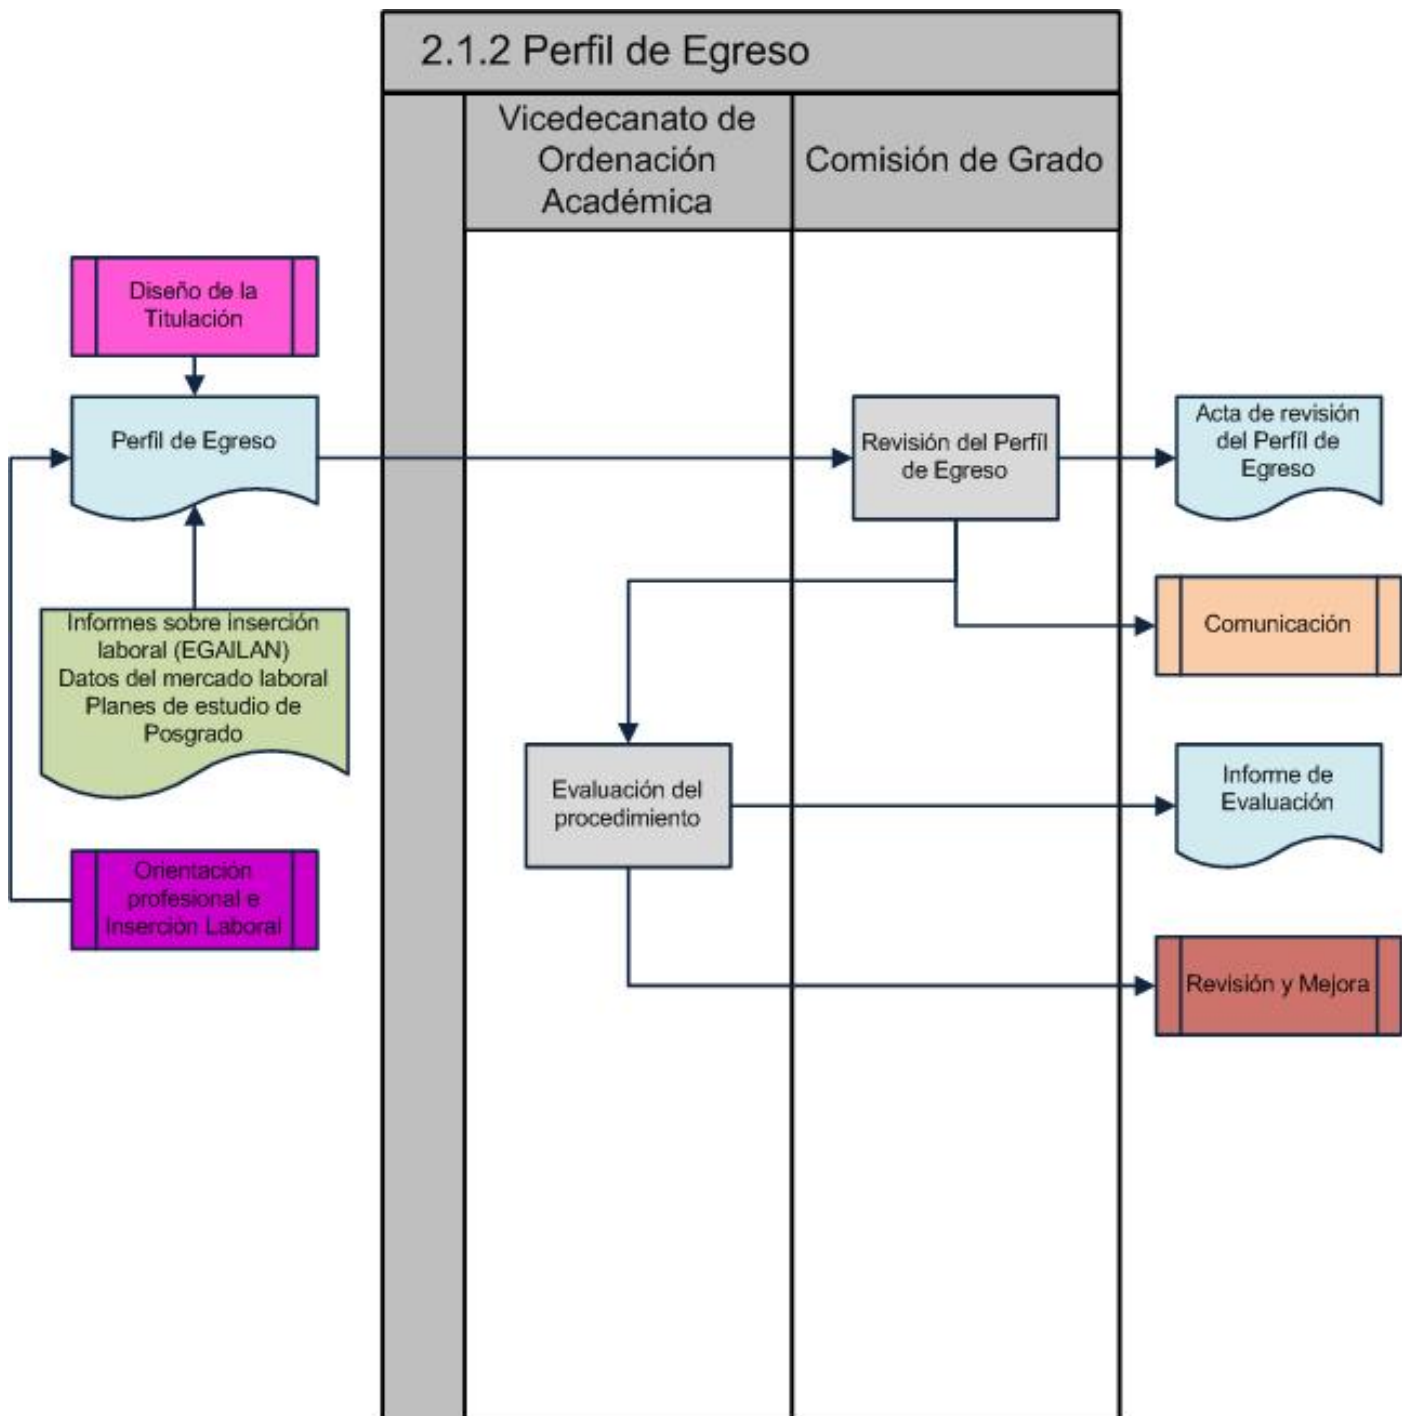 2.1.2 Perfil de Egreso
Vicedecanato de
Ordenación
Académica
Comisión de Grado
Diseño de la
Titulación
Perfil de Egreso
Revisión del Perfíl
de Egreso
Acta de revisión
del Perfíl de
Egreso
Informes sobre inserción
laboral (EGAILAN)
Datos del mercado laboral
Planes de estudio de
Posgrado
Comunicación
Evaluación del
procedimiento
Informe de
Evaluación
Orientación
profesional e
Inserción Laboral
Revisión y Mejora